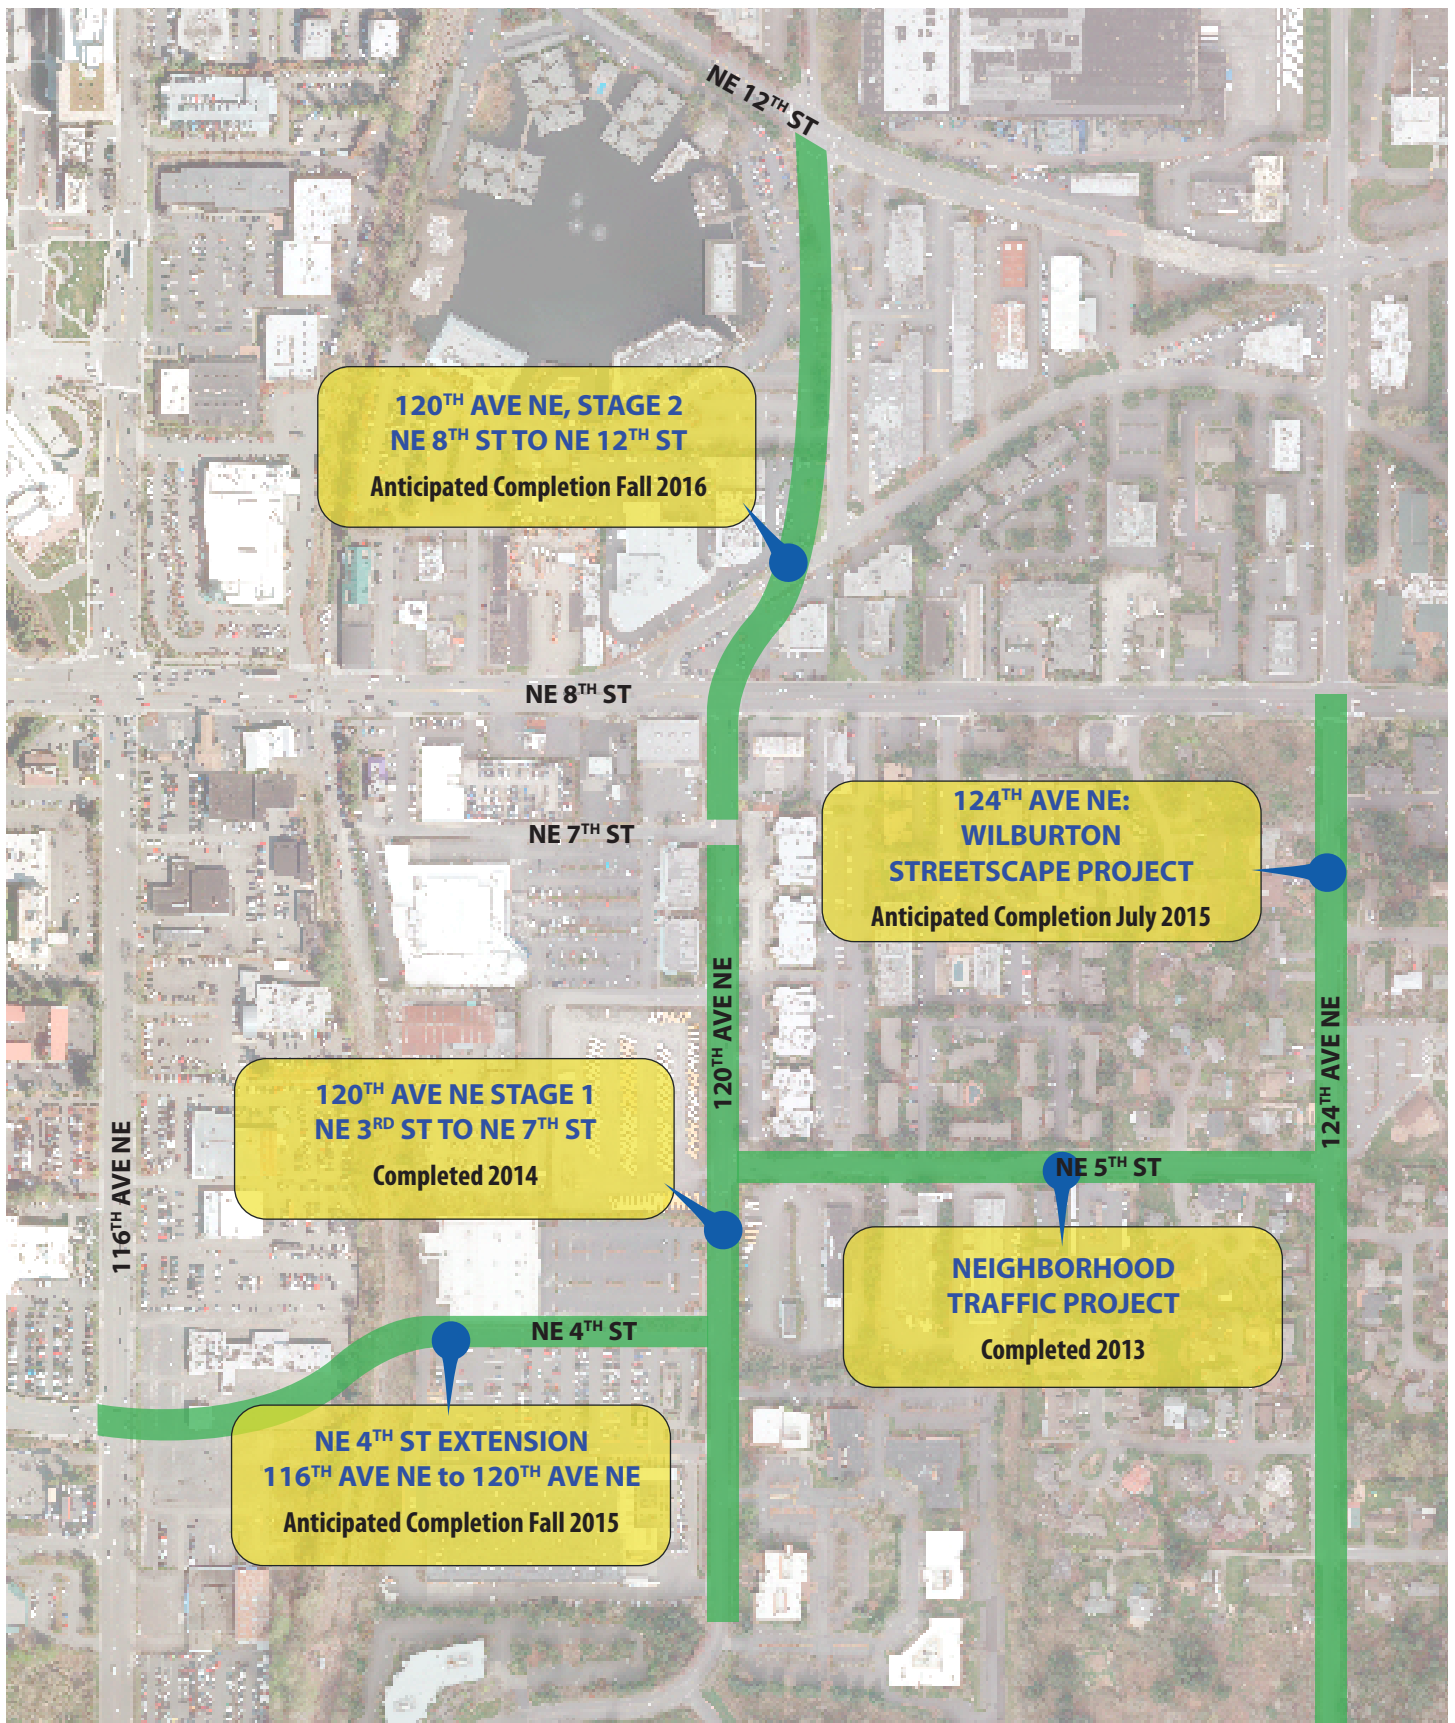 NE 12TH ST
120TH AVE NE, STAGE 2
NE 8TH ST TO NE 12TH ST
Anticipated Completion Fall 2016
NE 8TH ST
124TH AVE NE:
WILBURTON
STREETSCAPE PROJECT
Anticipated Completion July 2015
NE 7TH ST
120TH AVE NE
124TH AVE NE
120TH AVE NE STAGE 1
NE 3RD ST TO NE 7TH ST
Completed 2014
116TH AVE NE
NE 5TH ST
NEIGHBORHOOD
TRAFFIC PROJECT
Completed 2013
NE 4TH ST
NE 4TH ST EXTENSION
116TH AVE NE to 120TH AVE NE
Anticipated Completion Fall 2015